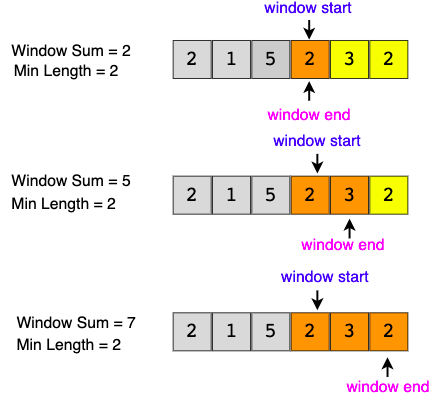 window start
Window Sum = 2
Min Length = 2
2 1 5 2 3 2
window end
window start
Window Sum = 5
Min Length = 2
2 1 5 2 3 2
window end
window start
Window Sum = 7
Min Length = 2
2 1 5 2 3 2
window end